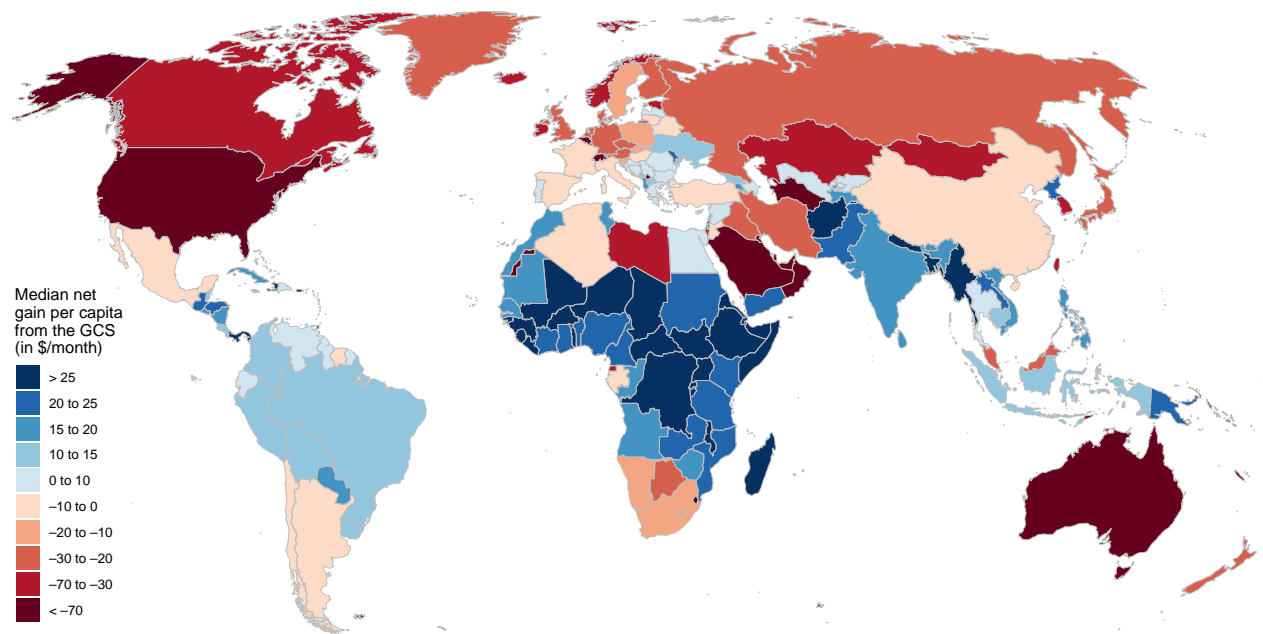 Median net
gain per capita
from the GCS
(in $/month)
> 25
20 to 25
15 to 20
10 to 15
0 to 10
−10 to 0
−20 to −10
−30 to −20
−70 to −30
< −70